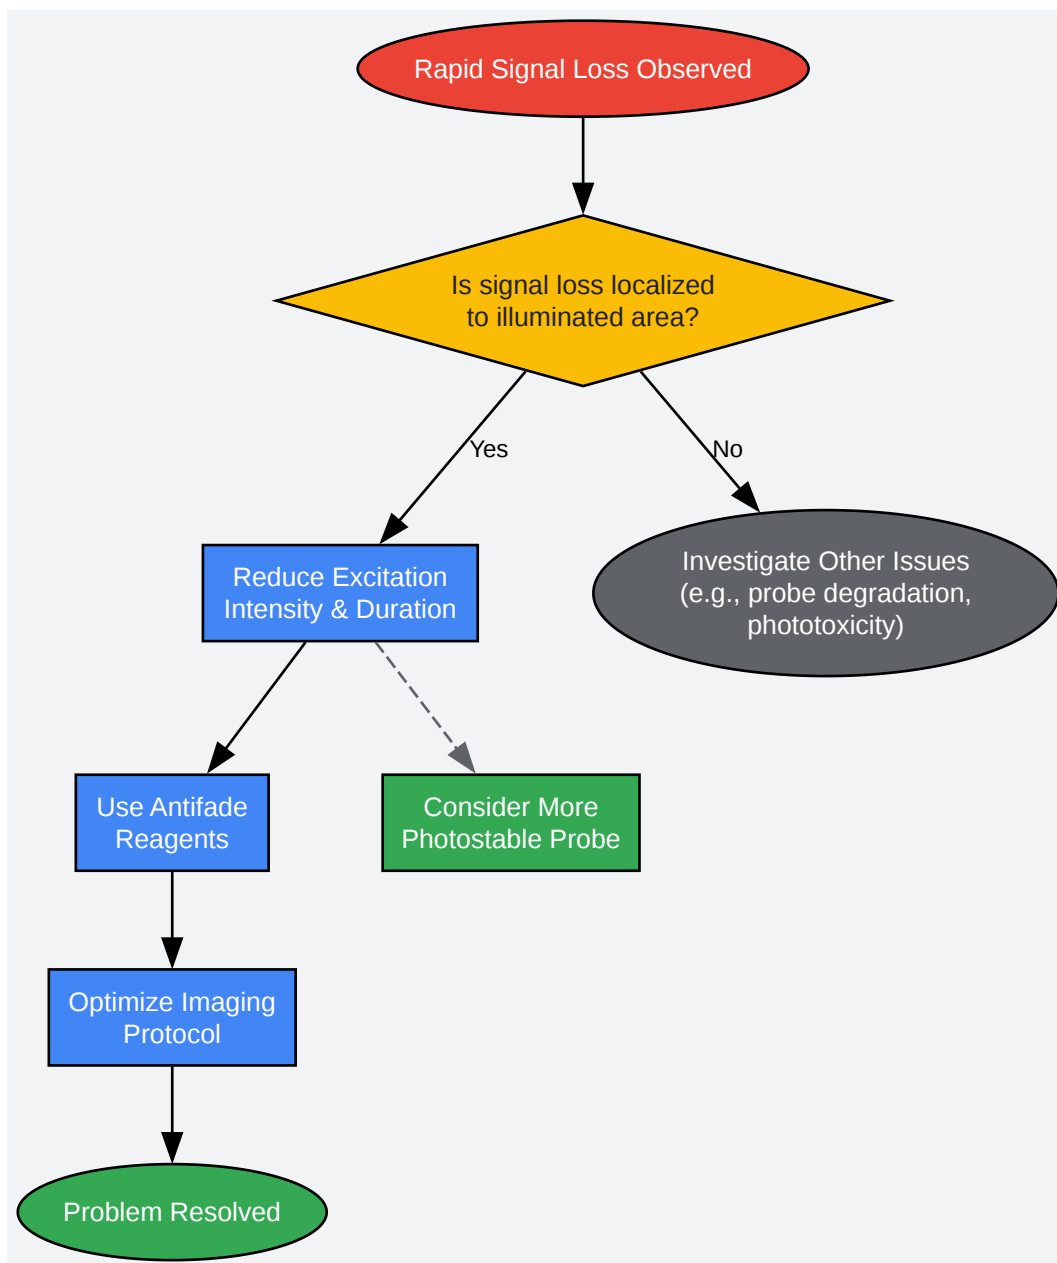 Rapid Signal Loss Observed
Is signal loss localized
to illuminated area?
Yes
No
Reduce Excitation
Intensity & Duration
Investigate Other Issues
(e.g., probe degradation,
phototoxicity)
Use Antifade
Reagents
Consider More
Photostable Probe
Optimize Imaging
Protocol
Problem Resolved